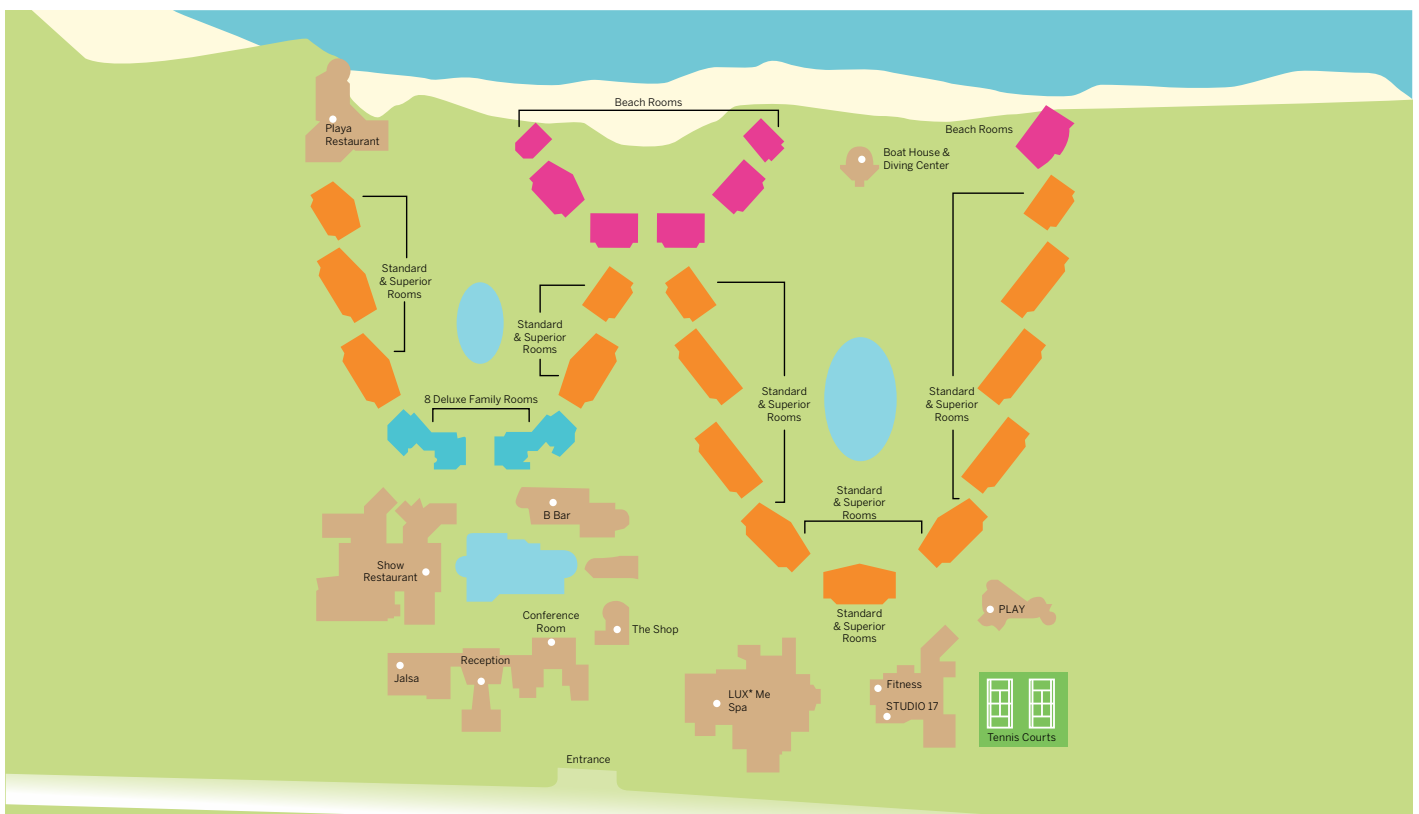 Beach Rooms
Playa
Restaurant
Beach Rooms
Boat House &
Diving Center
Standard
& Superior
Rooms
Standard
& Superior
Rooms
8 Deluxe Family Rooms
Standard
& Superior
Rooms
Standard
& Superior
Rooms
B Bar
Standard
& Superior
Rooms
Show
Restaurant
Conference
Room
The Shop
Standard
& Superior
Rooms
PLAY
Reception
Jalsa
LUX* Me
Spa
Fitness
STUDIO 17
Tennis Courts
Entrance